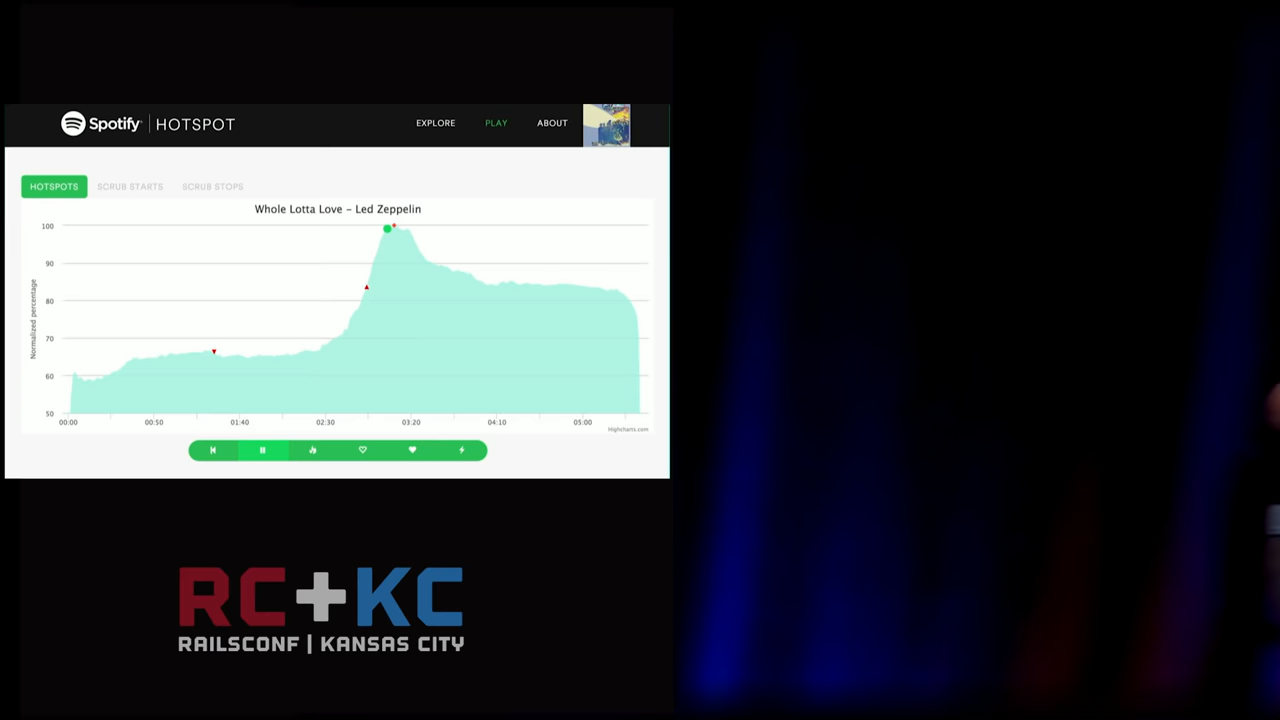 Spotify | HOTSPOT
EXPLORE PLAY ABOUT
HOTSPOTS SCRUB STARTS SCRUB STOPS
Whole Lotta Love – Led Zeppelin
Normalized percentage
100
90
80
70
60
50
00:00 00:50 01:40 02:30 03:20 04:10 05:00
Highcharts.com
RC+KC
RAILSCONF | KANSAS CITY